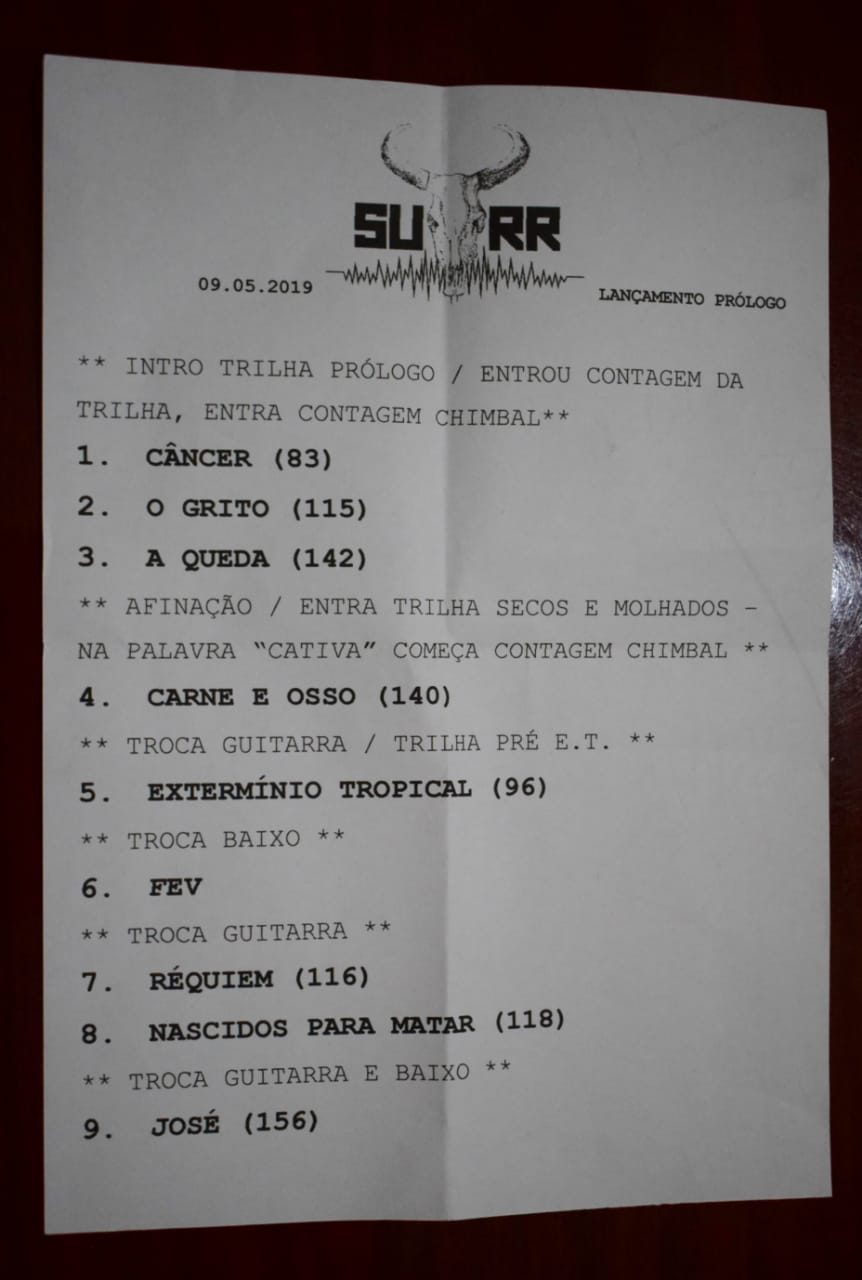 SURR
09.05.2019
LANÇAMENTO PRÓLOGO
** INTRO TRILHA PRÓLOGO / ENTROU CONTAGEM DA
TRILHA, ENTRA CONTAGEM CHIMBAL**
1. CÂNCER (83)
2. O GRITO (115)
3. A QUEDA (142)
** AFINAÇÃO / ENTRA TRILHA SECOS E MOLHADOS –
NA PALAVRA “CATIVA” COMEÇA CONTAGEM CHIMBAL **
4. CARNE E OSSO (140)
** TROCA GUITARRA / TRILHA PRÉ E.T. **
5. EXTERMÍNIO TROPICAL (96)
** TROCA BAIXO **
6. FEV
** TROCA GUITARRA **
7. RÉQUIEM (116)
8. NASCIDOS PARA MATAR (118)
** TROCA GUITARRA E BAIXO **
9. JOSÉ (156)